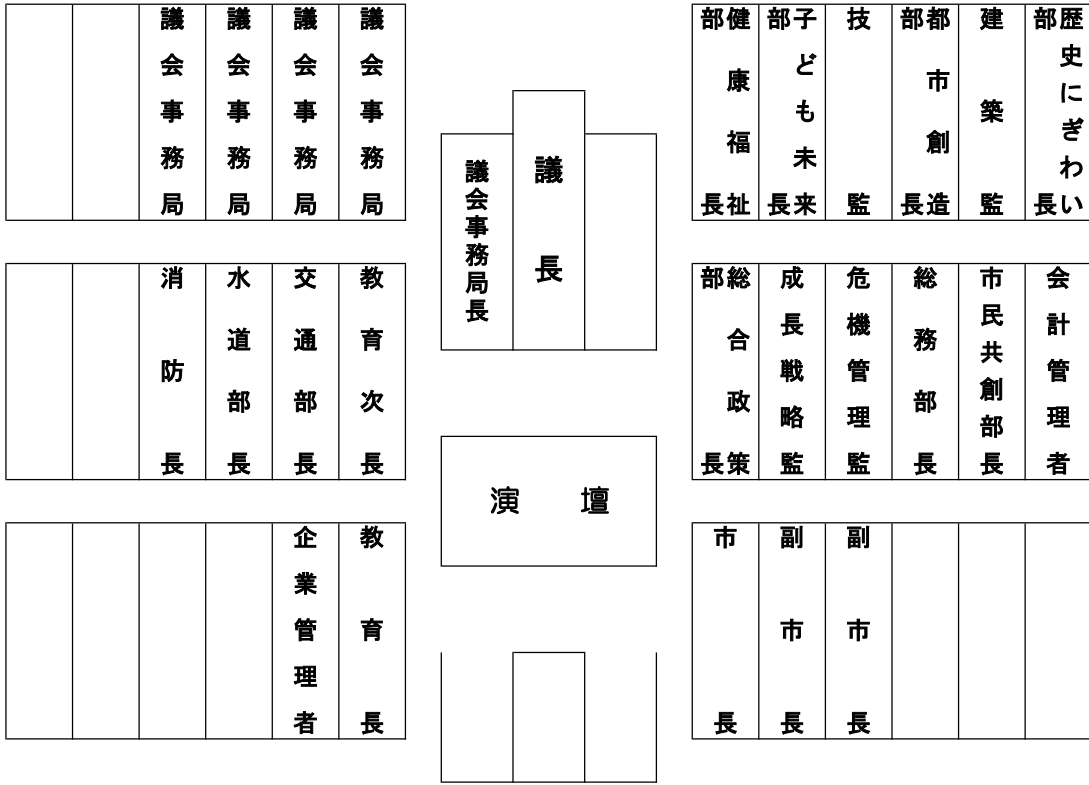 議会事務局
議会事務局
議会事務局
議会事務局
議会事務局長
議長
健康福祉部長
子ども未来部長
技監
都市創造部長
建築監
歴史にぎわい部長
消防長
水道部長
交通部長
教育次長
総合政策部長
成長戦略監
危機管理監
総務部長
市民共創部長
会計管理者
演壇
企業管理者
教育長
市長
副市長
副市長